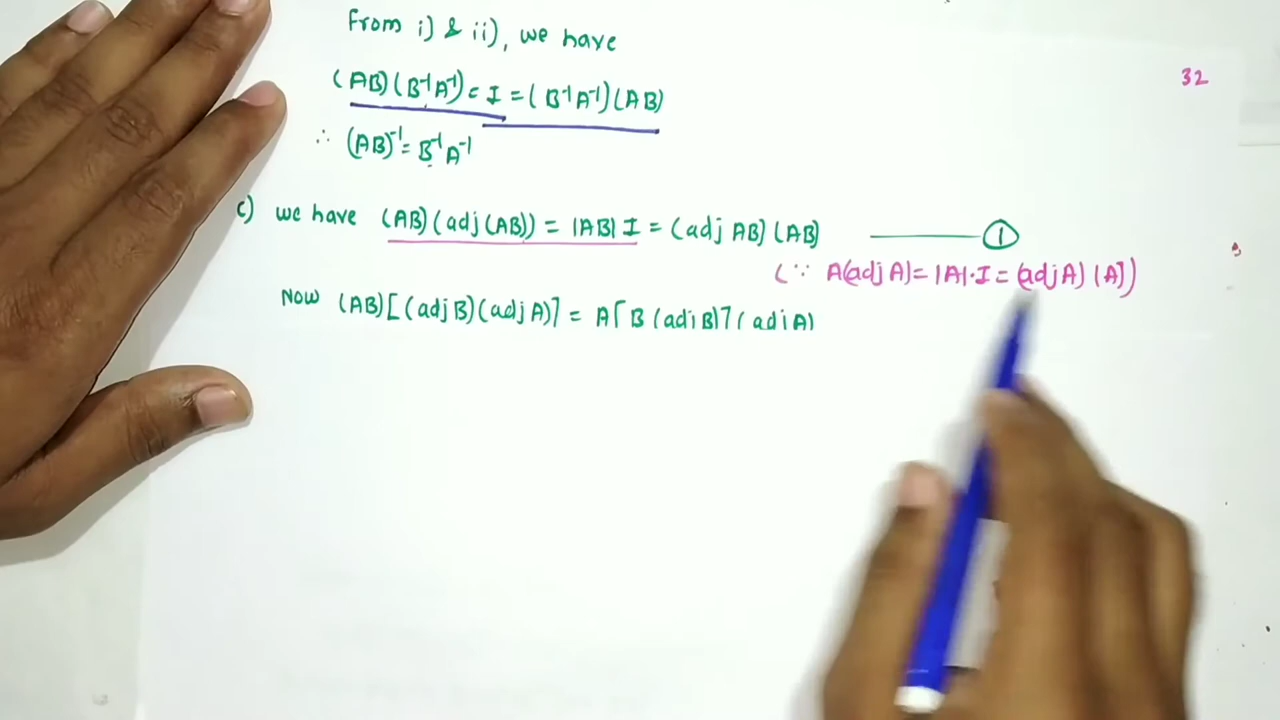 From i) & ii), we have
32
(AB)(B⁻¹A⁻¹) = I = (B⁻¹A⁻¹)(AB)
∴ (AB)⁻¹ = B⁻¹A⁻¹
c) we have (AB)(adj(AB)) = |AB| I = (adj AB)(AB) ——— ①
(∵ A(adj A) = |A|·I = (adj A)(A))
Now (AB)[(adj B)(adj A)] = A[B(adj B)](adj A)